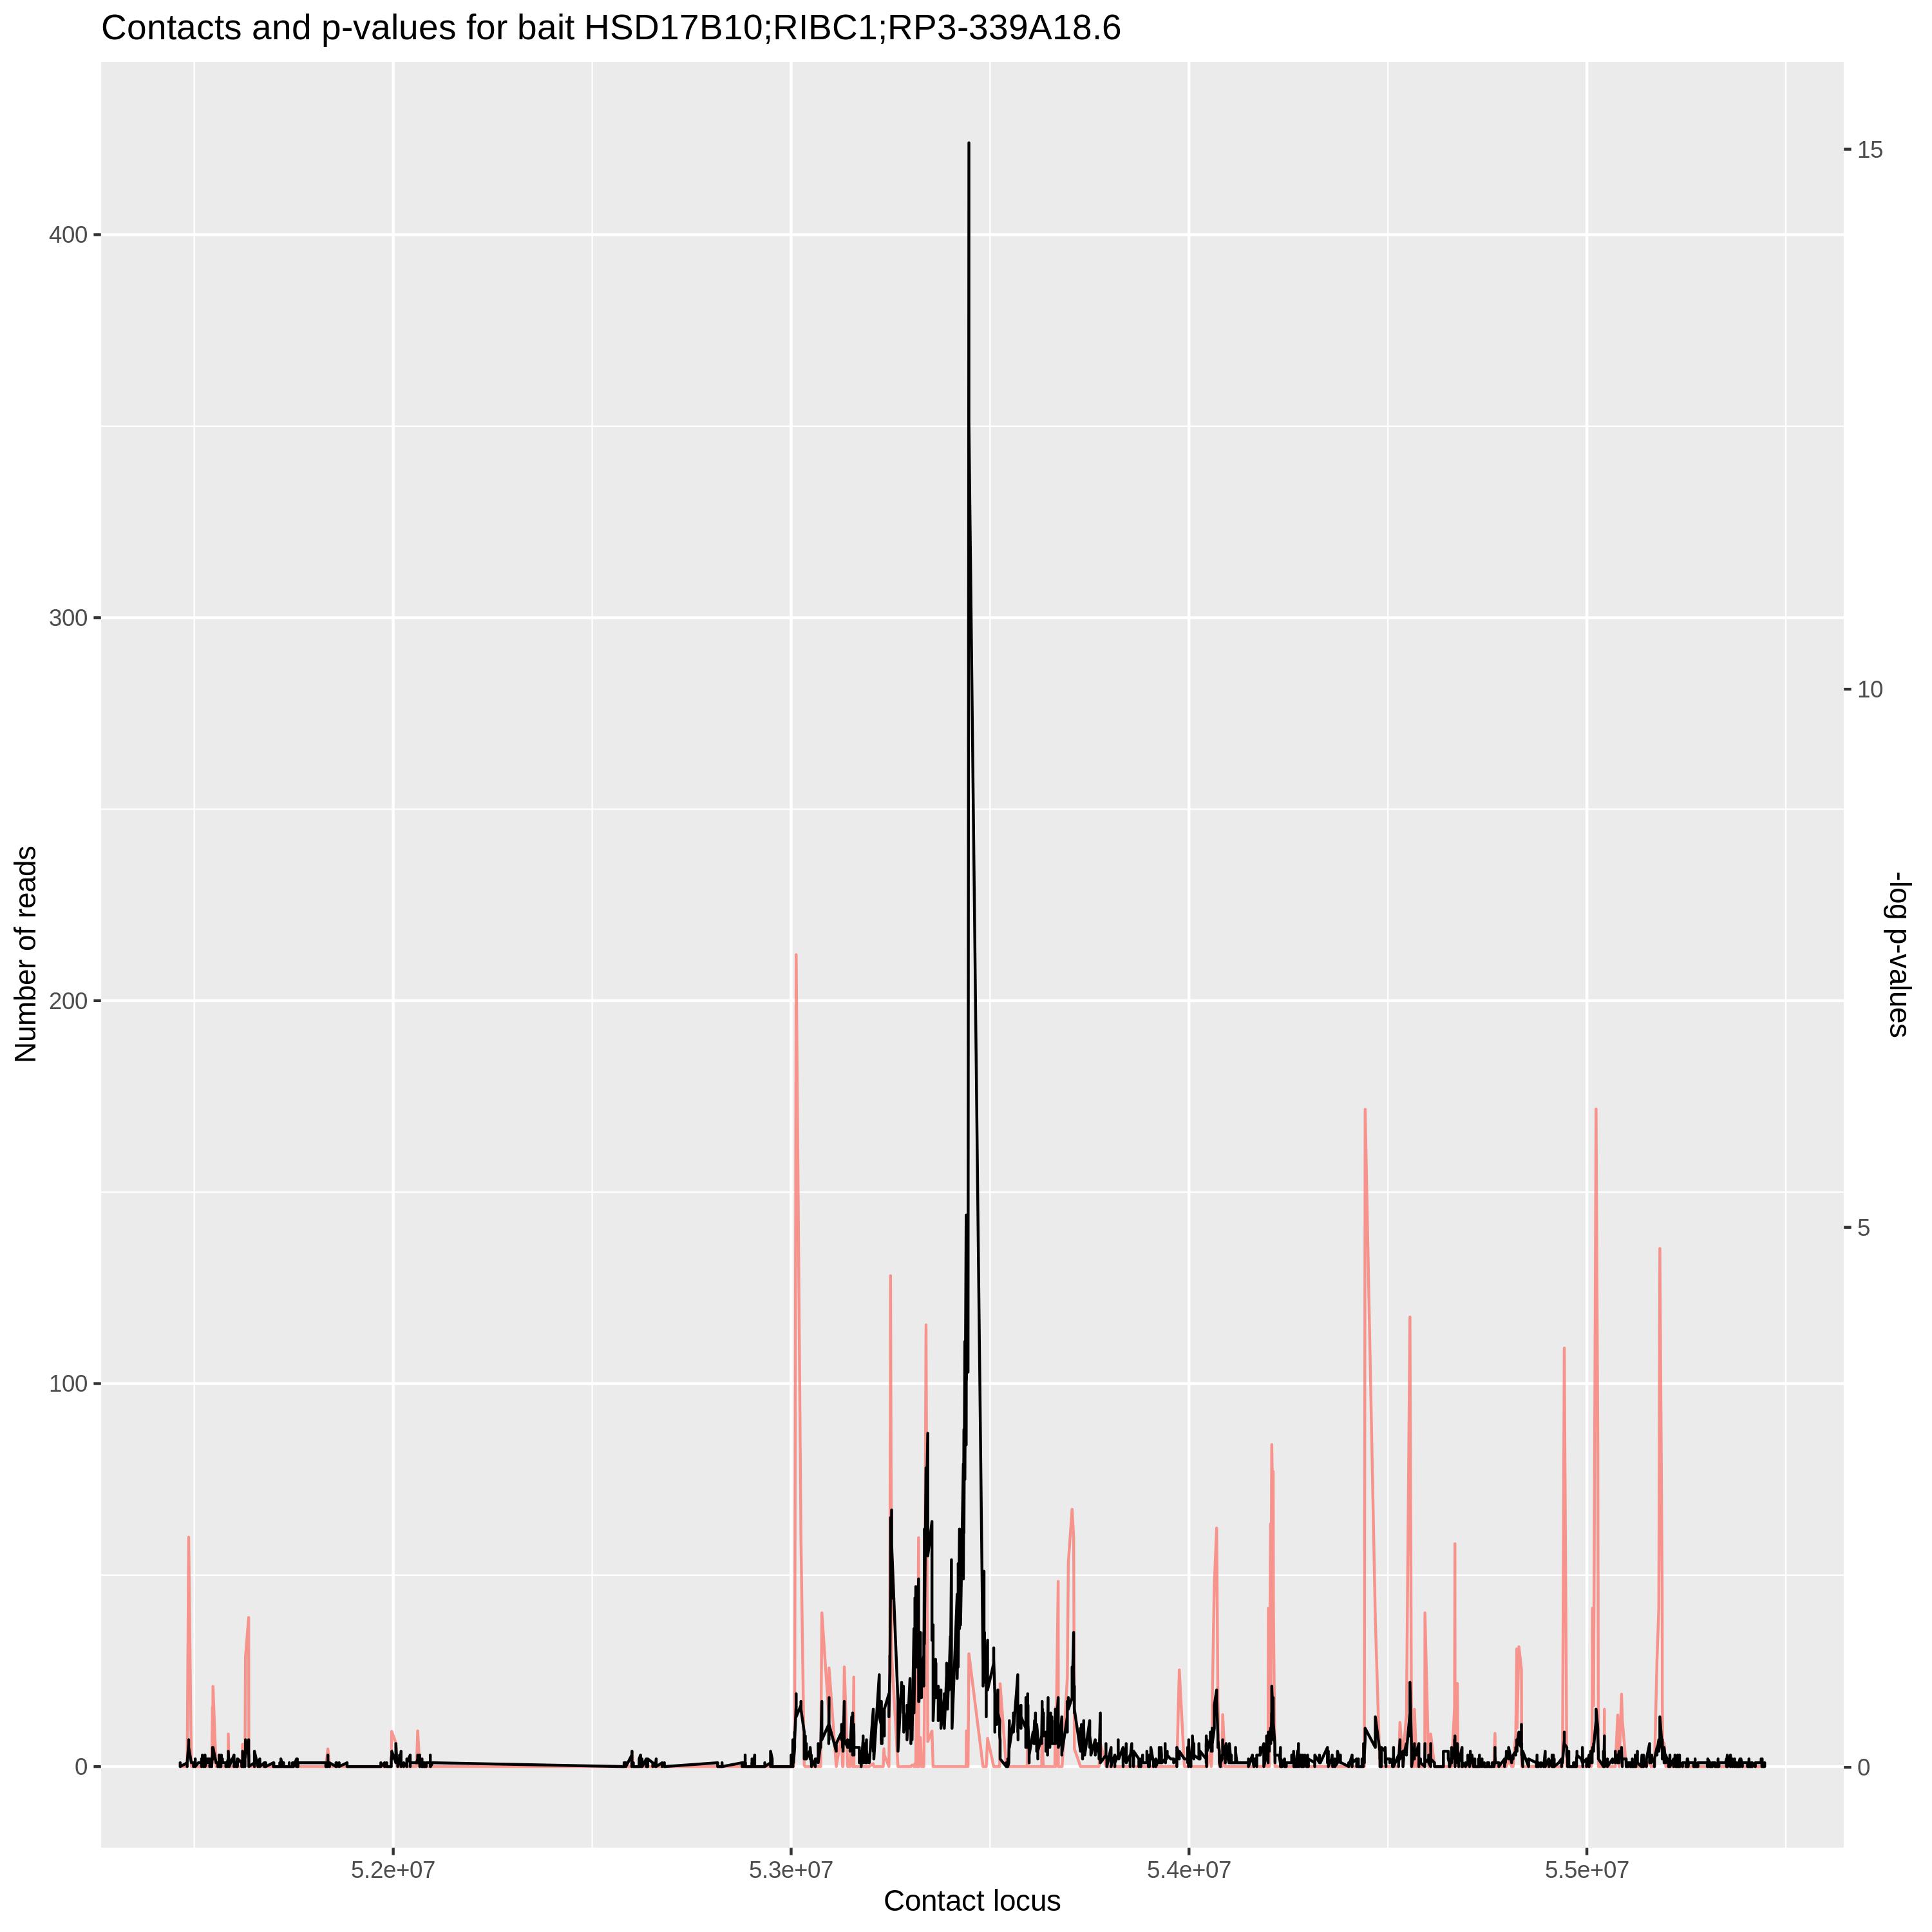 Contacts and p-values for bait HSD17B10;RIBC1;RP3-339A18.6
Number of reads
400
300
200
100
0
15
10
5
0
-log p-values
5.2e+07
5.3e+07
5.4e+07
5.5e+07
Contact locus